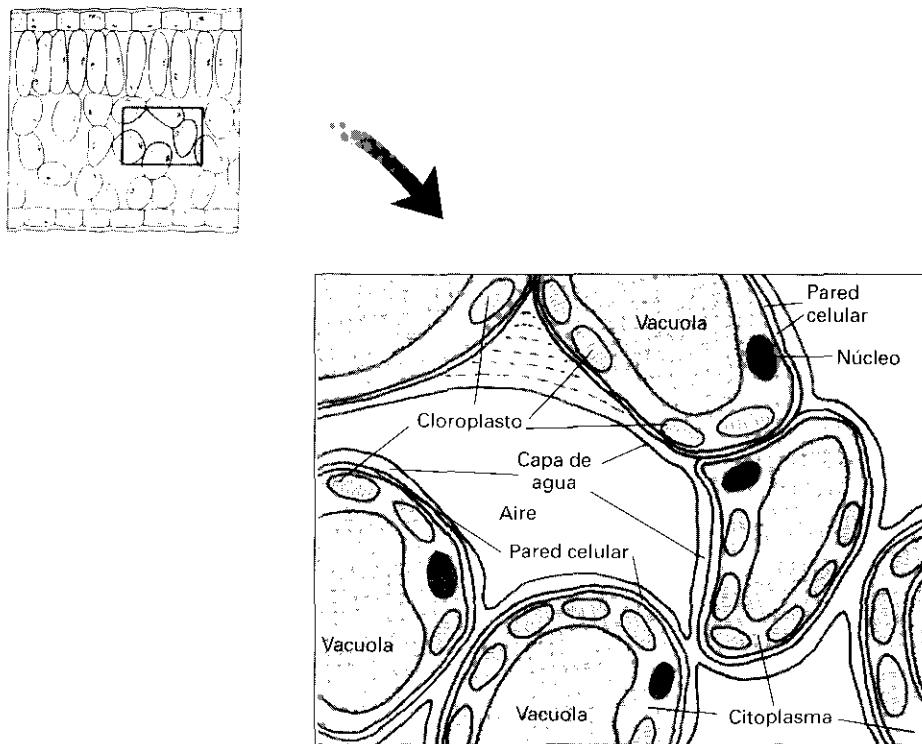 Vacuola
Pared
celular
Núcleo
Cloroplasto
Capa de
agua
Aire
Pared celular
Vacuola
Vacuola
Citoplasma